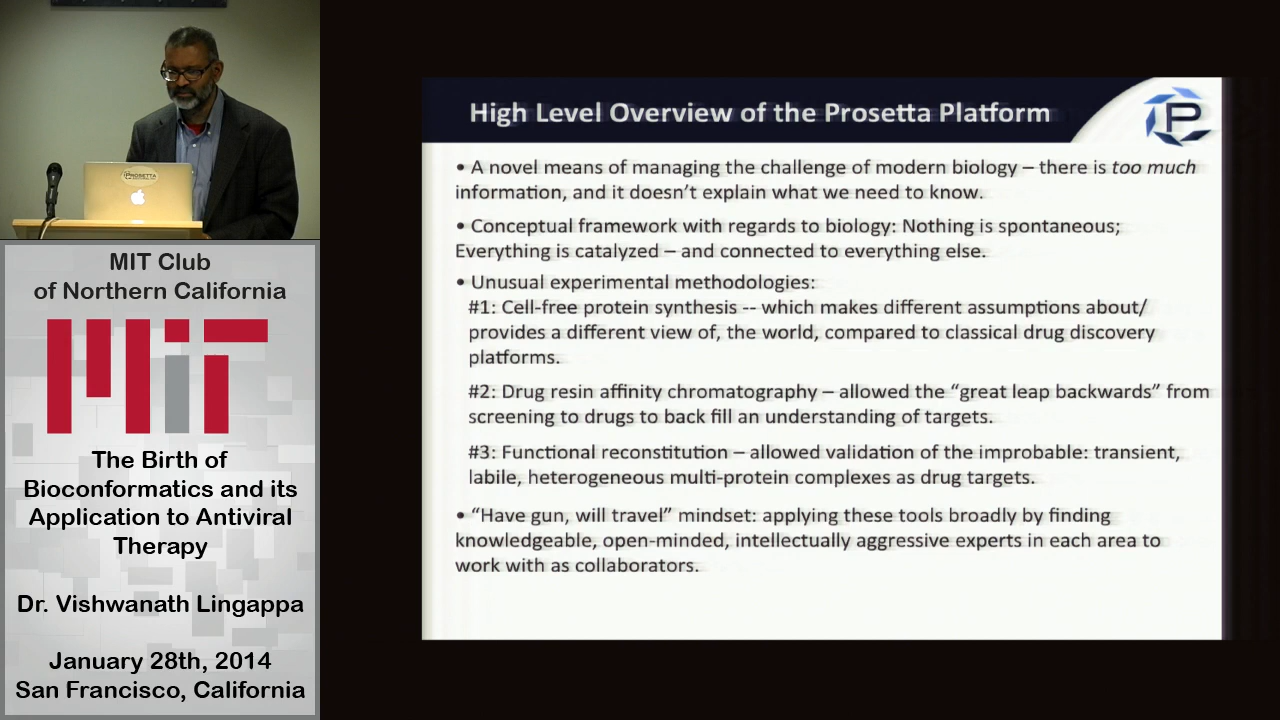 PROSETTA
MIT Club
of Northern California
MIT
The Birth of
Bioconformatics and its
Application to Antiviral
Therapy
Dr. Vishwanath Lingappa
January 28th, 2014
San Francisco, California
High Level Overview of the Prosetta Platform
P
• A novel means of managing the challenge of modern biology – there is too much
information, and it doesn't explain what we need to know.
• Conceptual framework with regards to biology: Nothing is spontaneous;
Everything is catalyzed – and connected to everything else.
• Unusual experimental methodologies:
#1: Cell-free protein synthesis -- which makes different assumptions about/
provides a different view of, the world, compared to classical drug discovery
platforms.
#2: Drug resin affinity chromatography – allowed the “great leap backwards” from
screening to drugs to back fill an understanding of targets.
#3: Functional reconstitution – allowed validation of the improbable: transient,
labile, heterogeneous multi-protein complexes as drug targets.
• “Have gun, will travel” mindset: applying these tools broadly by finding
knowledgeable, open-minded, intellectually aggressive experts in each area to
work with as collaborators.